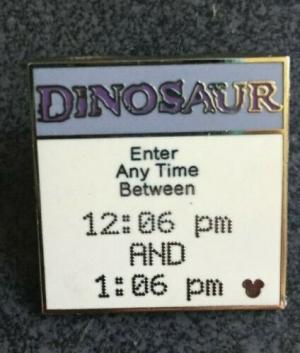 DINOSAUR
Enter
Any Time
Between
12:06 pm
AND
1:06 pm